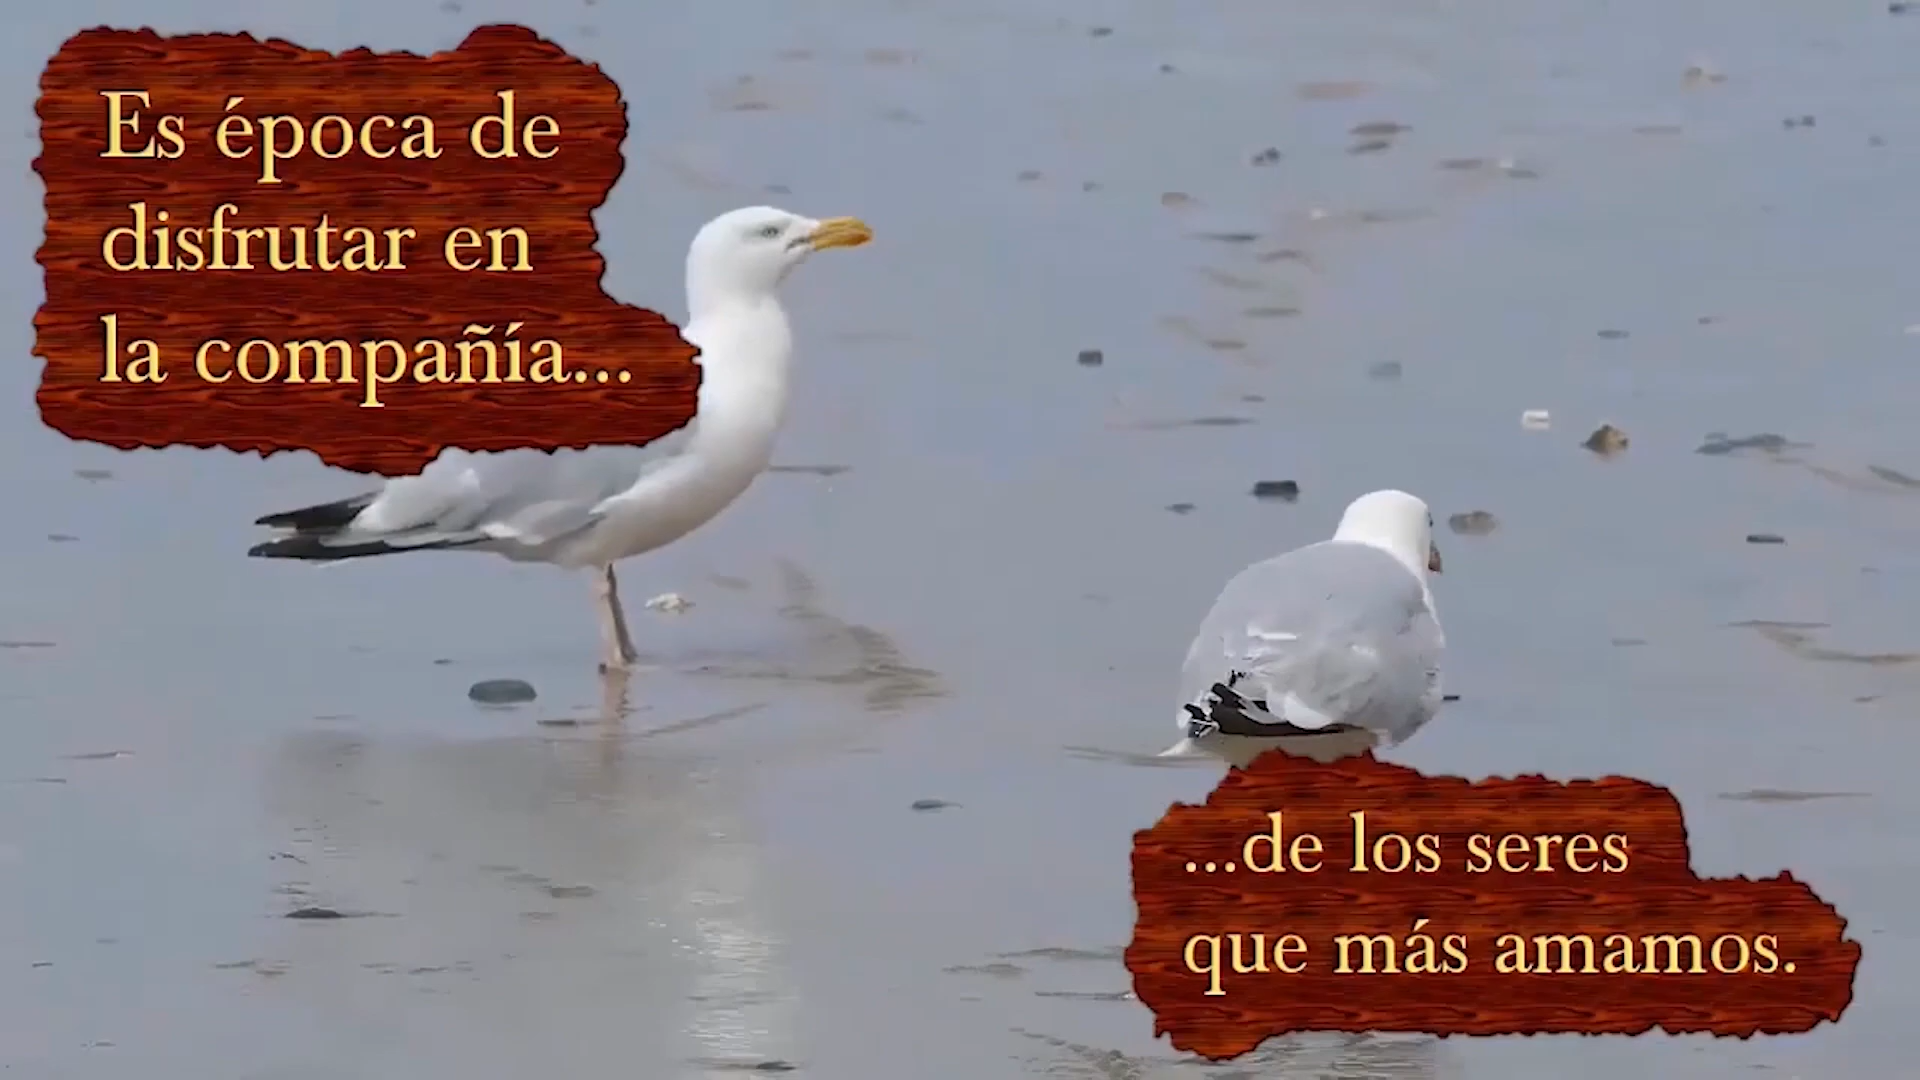 Es época de
disfrutar en
la compañía...
...de los seres
que más amamos.